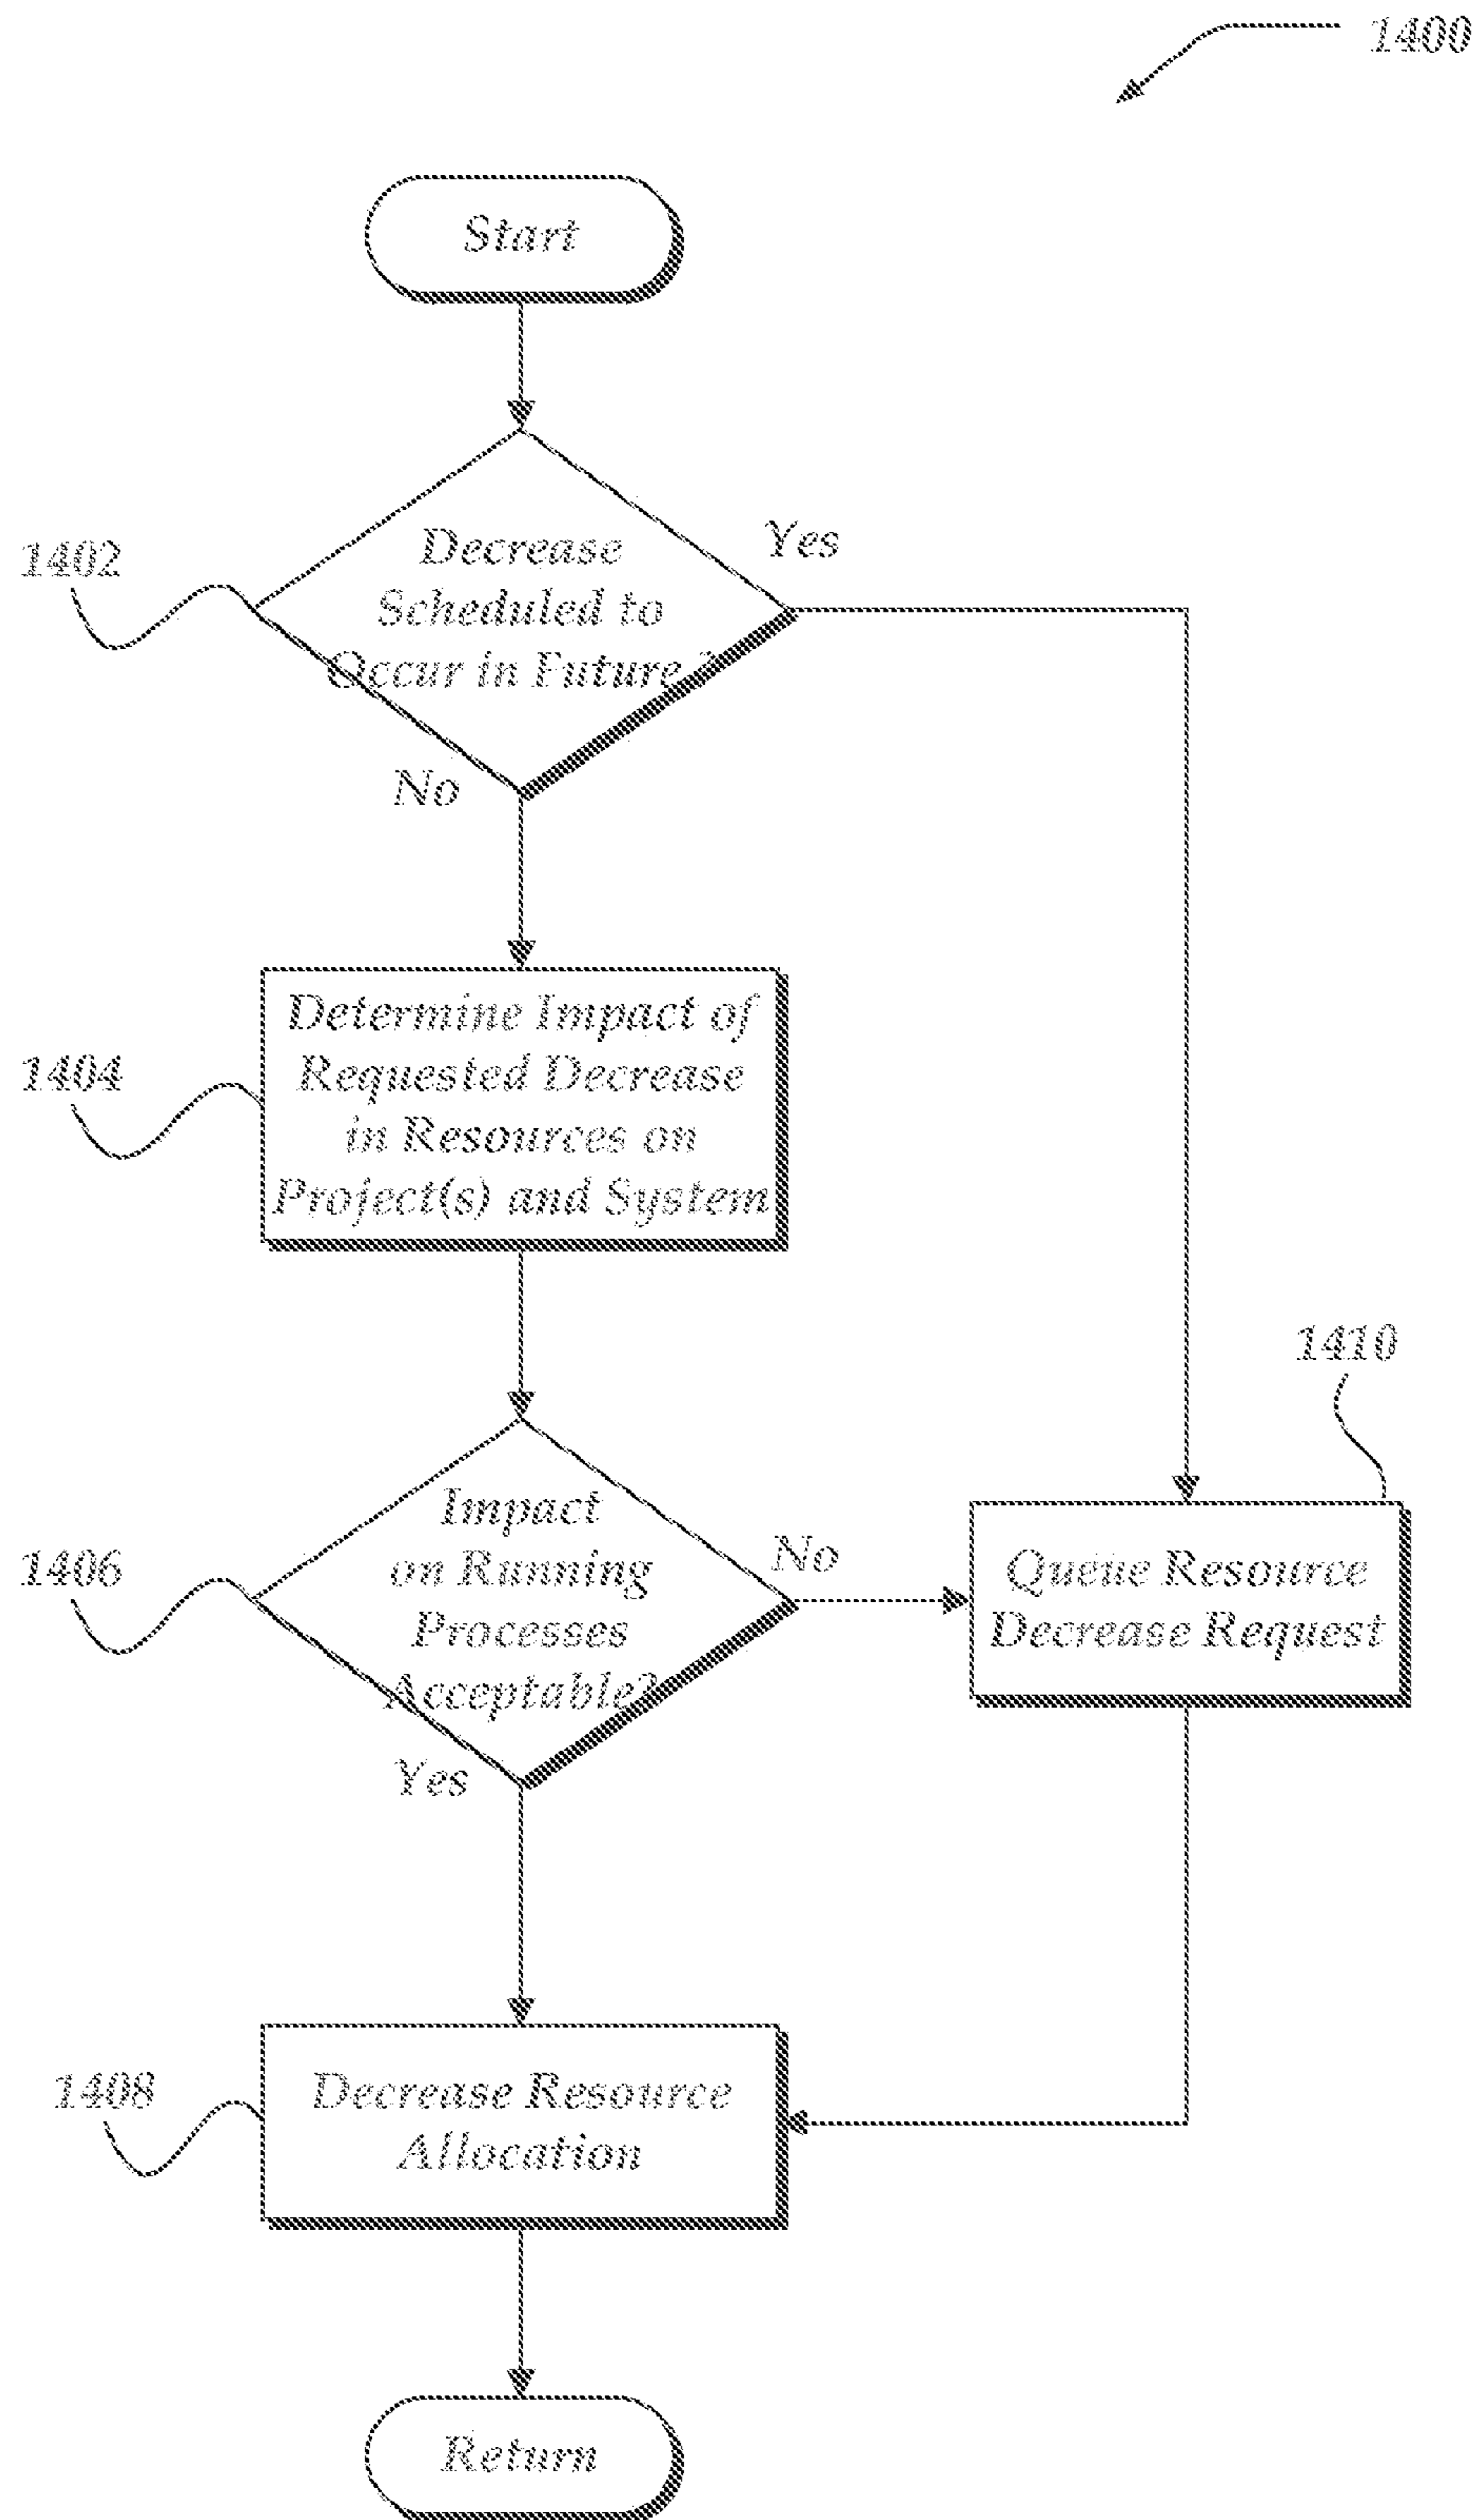 1400
Start
1402
Decrease
Scheduled to
Occur in Future ?
Yes
No
1404
Determine Impact of
Requested Decrease
in Resources on
Project(s) and System
1406
Impact
on Running
Processes
Acceptable?
No
Yes
1410
Queue Resource
Decrease Request
1408
Decrease Resource
Allocation
Return